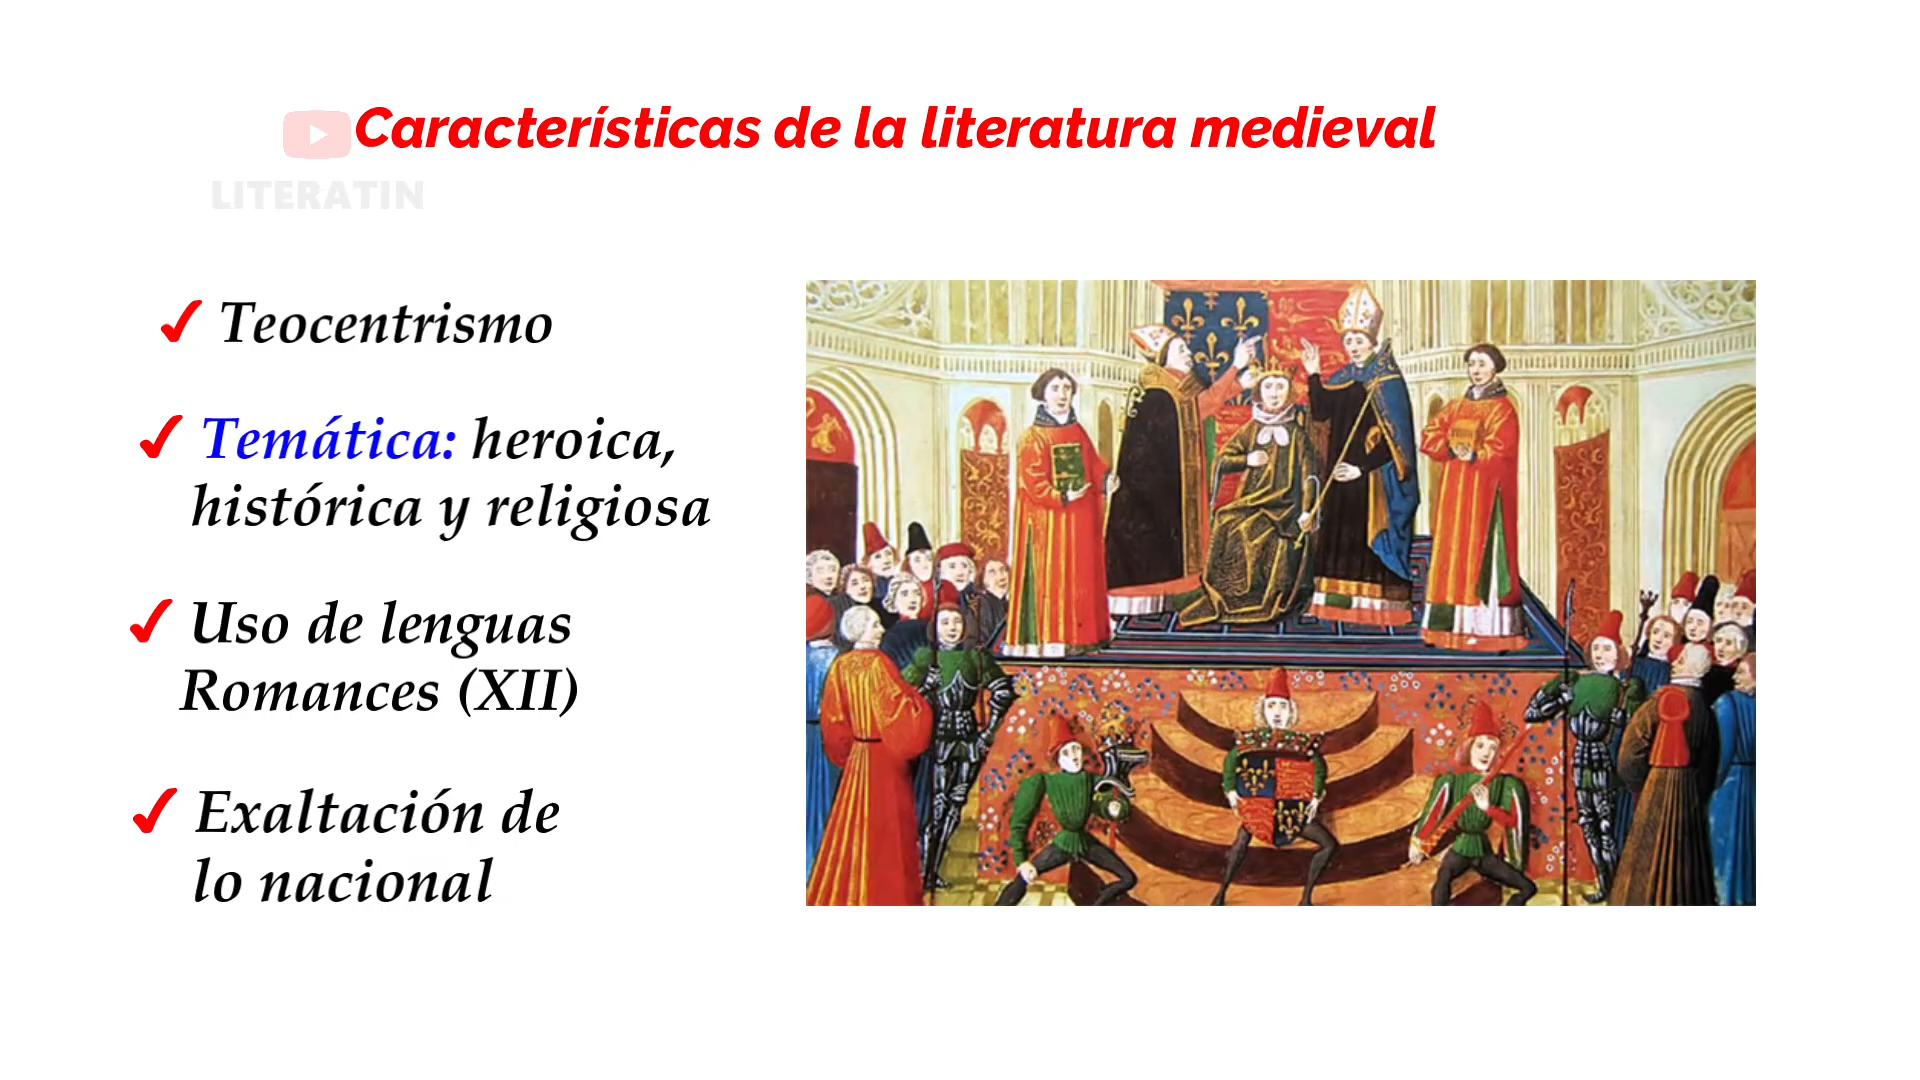 Características de la literatura medieval
LITERATIN
Teocentrismo
Temática: heroica,
histórica y religiosa
Uso de lenguas
Romances (XII)
Exaltación de
lo nacional